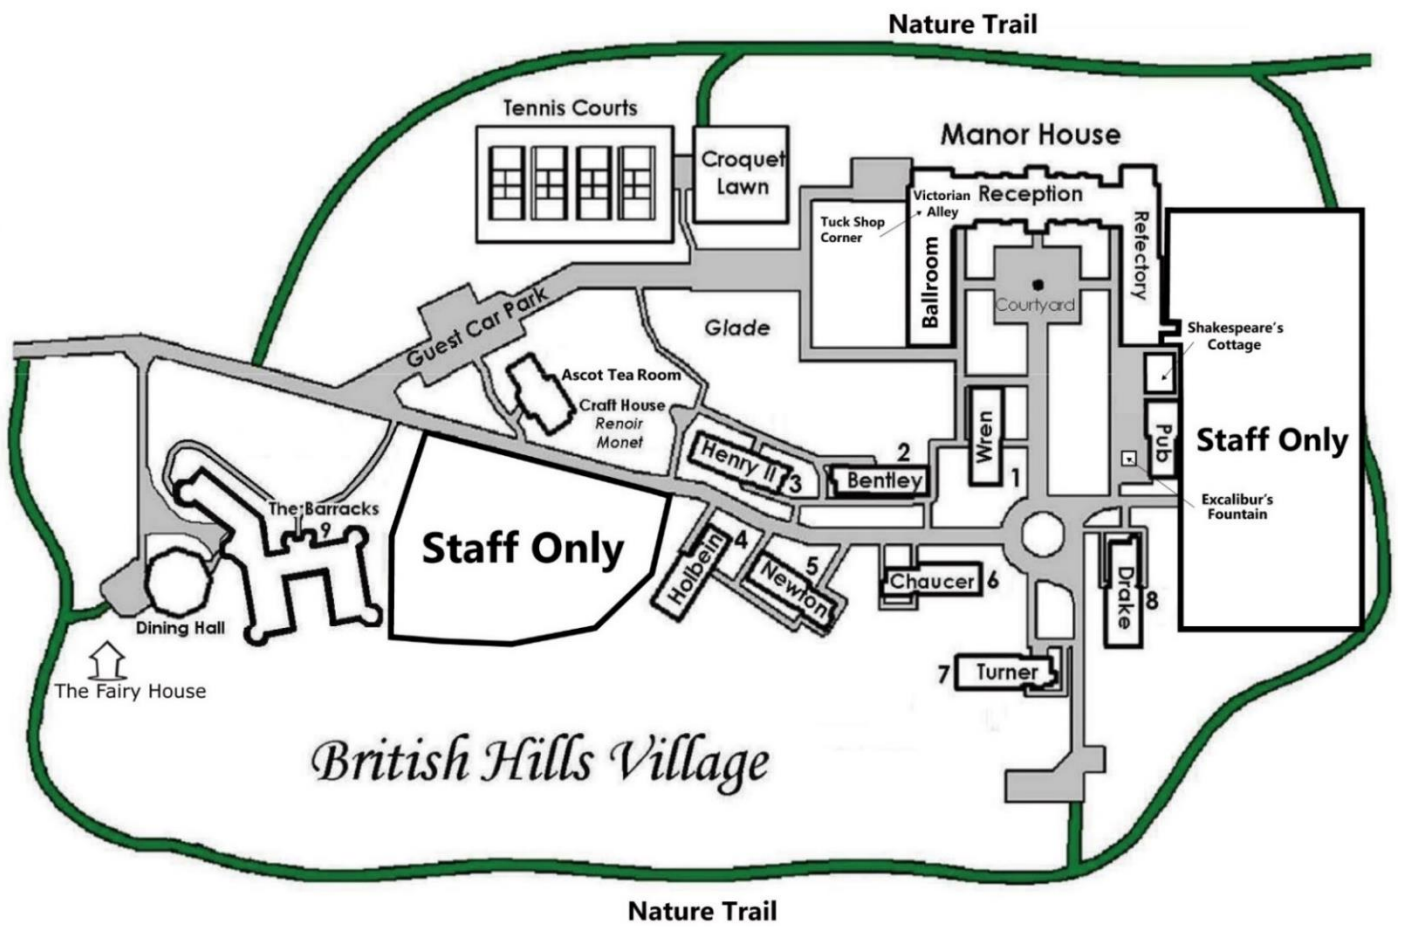 Nature Trail
Tennis Courts
Croquet
Lawn
Manor House
Victorian
Alley
Reception
Tuck Shop
Corner
Refectory
Ballroom
Courtyard
Guest Car Park
Glade
Shakespeare's
Cottage
Ascot Tea Room
Craft House
Renoir
Monet
Wren
1
Pub
Staff Only
Henry II
3
2
Bentley
Excalibur's
Fountain
The Barracks
9
Staff Only
Holbein
4
Newton
5
Chaucer 6
Drake
8
Dining Hall
7 Turner
The Fairy House
British Hills Village
Nature Trail